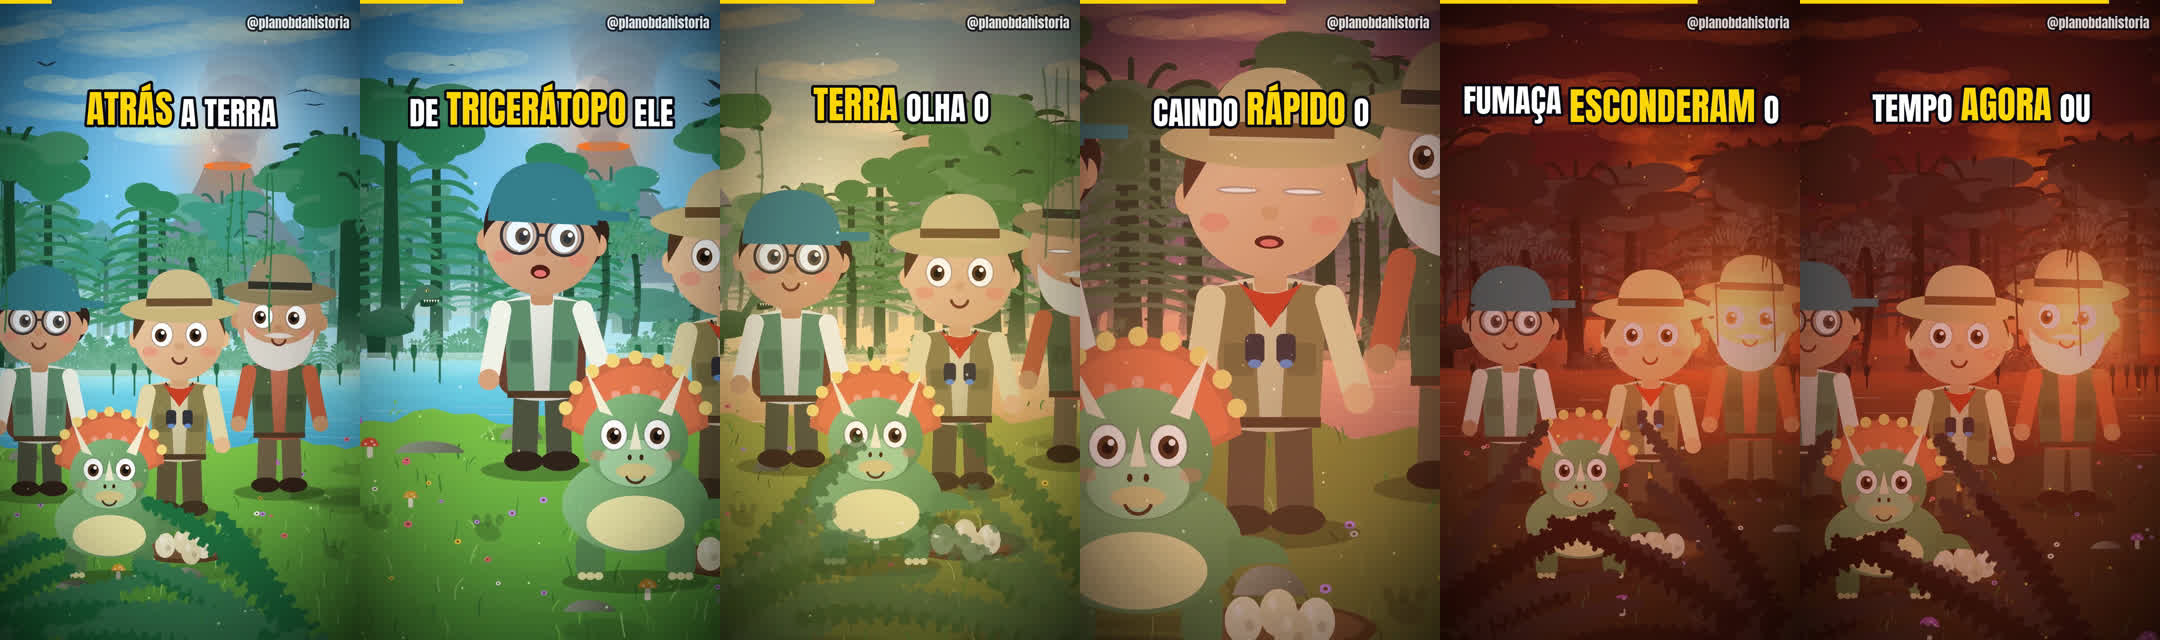 @planobdahistoria
ATRÁS A TERRA
@planobdahistoria
DE TRICERÁTOPO ELE
@planobdahistoria
TERRA OLHA O
@planobdahistoria
CAINDO RÁPIDO O
@planobdahistoria
FUMAÇA ESCONDERAM O
@planobdahistoria
TEMPO AGORA OU